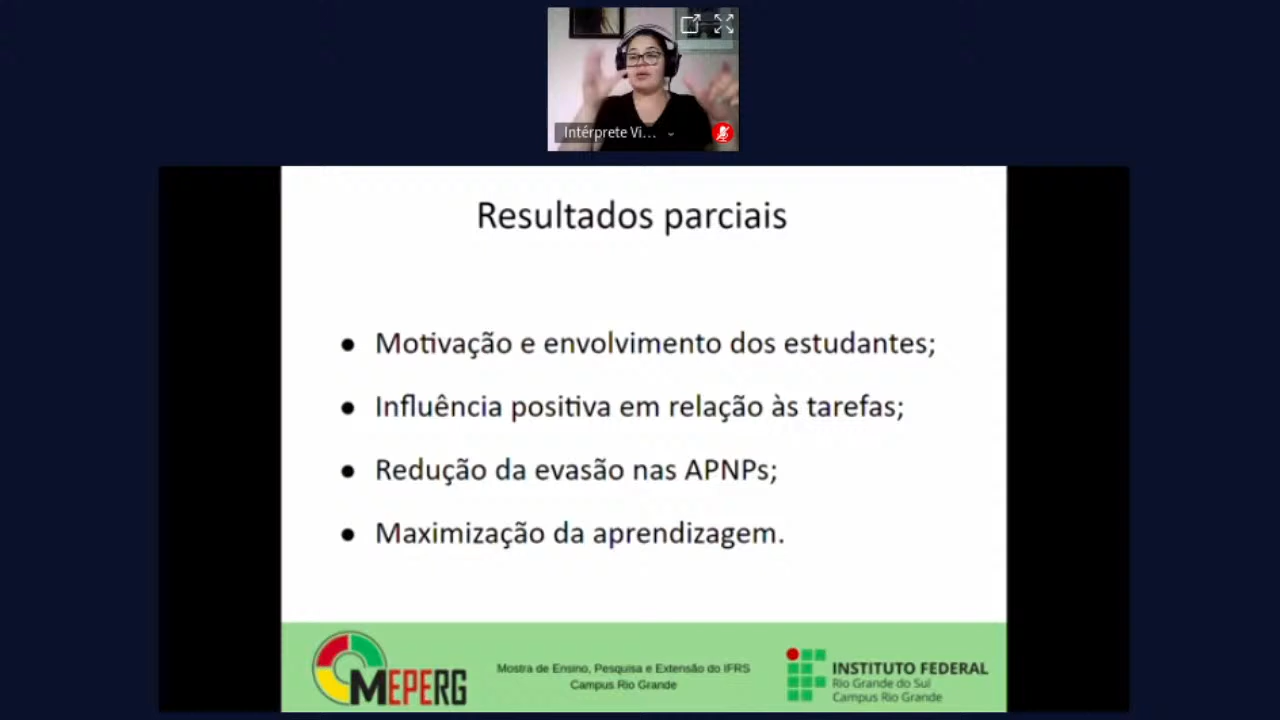 Intérprete Vi...
Resultados parciais
● Motivação e envolvimento dos estudantes;
● Influência positiva em relação às tarefas;
● Redução da evasão nas APNPs;
● Maximização da aprendizagem.
MEPERG
Mostra de Ensino, Pesquisa e Extensão do IFRS
Campus Rio Grande
INSTITUTO FEDERAL
Rio Grande do Sul
Campus Rio Grande